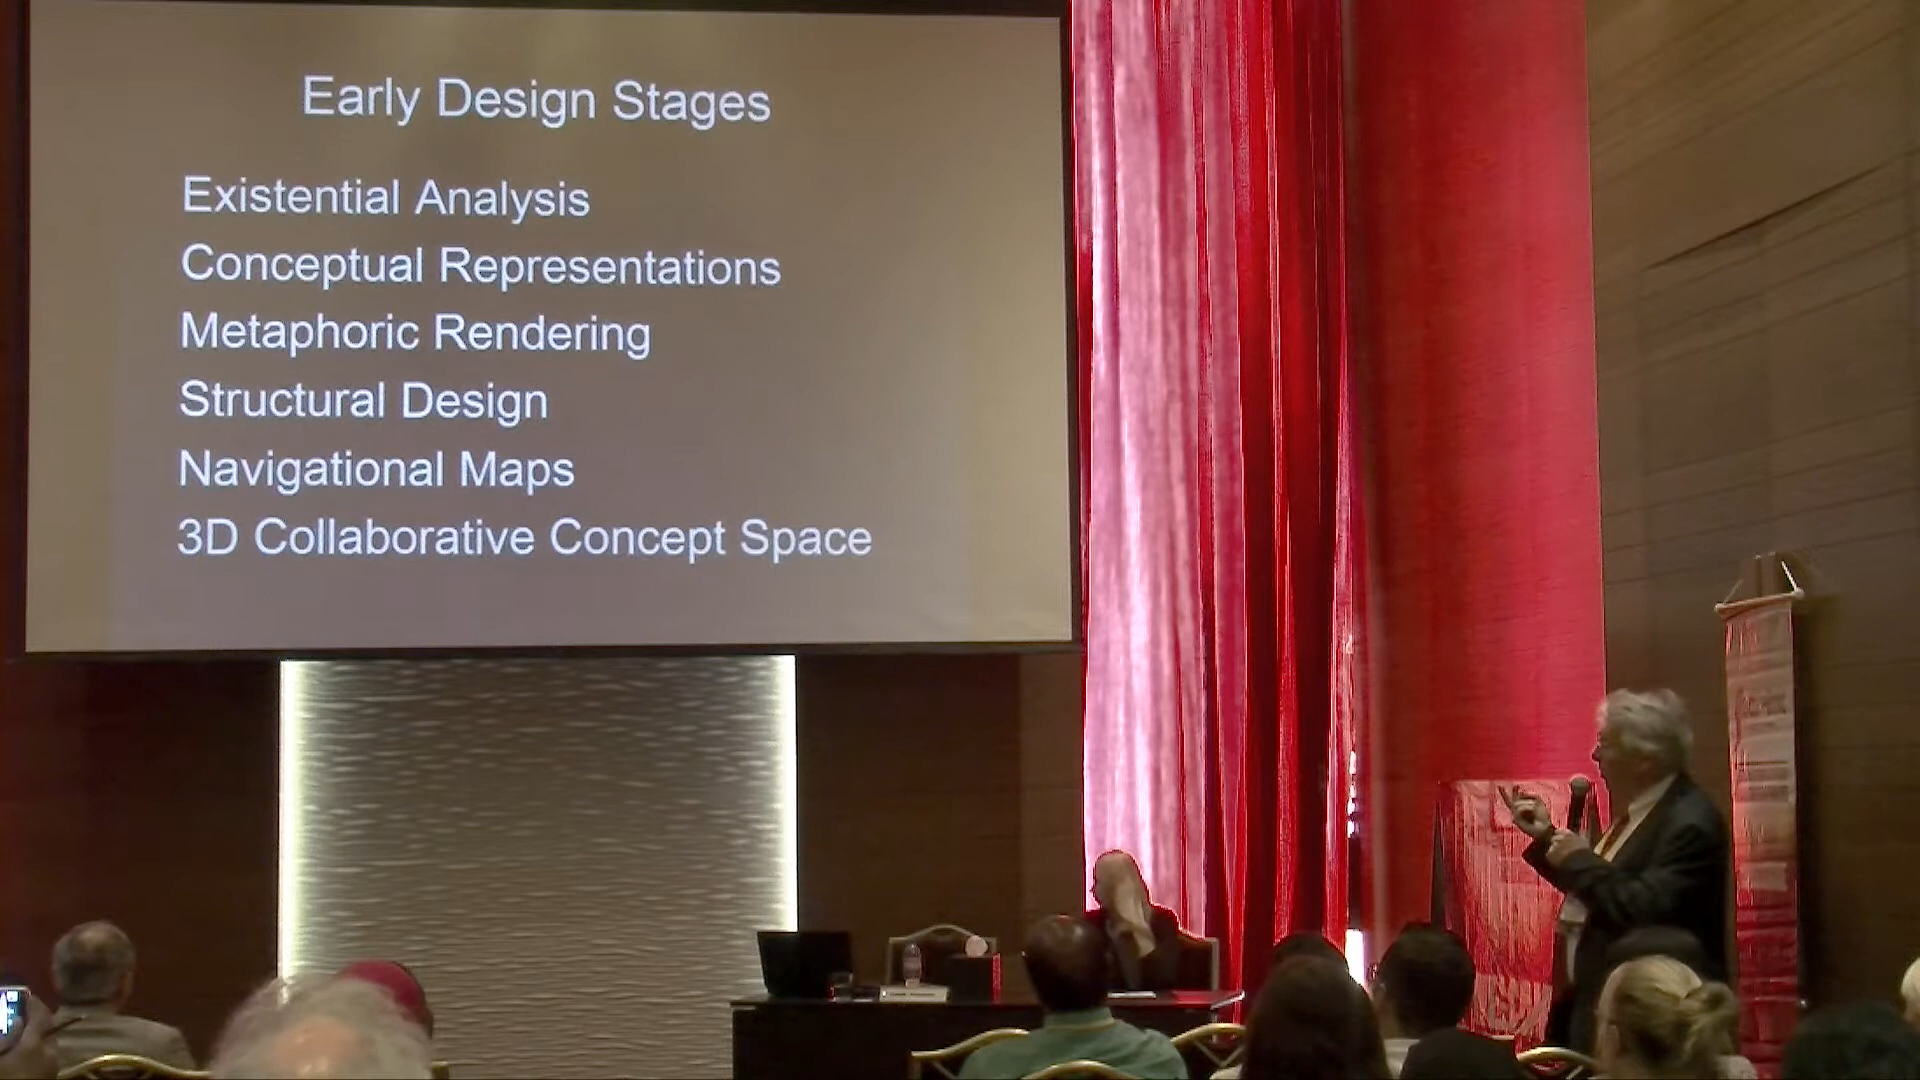 Early Design Stages
Existential Analysis
Conceptual Representations
Metaphoric Rendering
Structural Design
Navigational Maps
3D Collaborative Concept Space